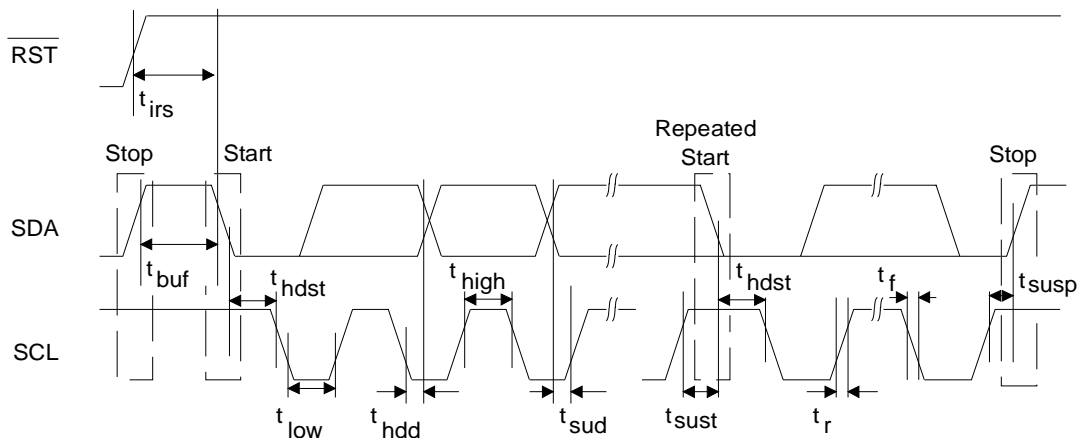 RST
t irs
Repeated
Stop Start Start Stop
SDA
t buf t hdst t high t hdst t f t susp
SCL
t low t hdd t sud t sust t r